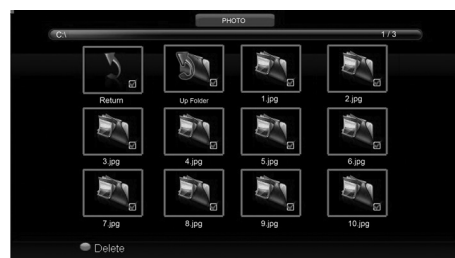 PHOTO
C:\ 1 / 3
Return Up Folder 1.jpg 2.jpg
3.jpg 4.jpg 5.jpg 6.jpg
7.jpg 8.jpg 9.jpg 10.jpg
Delete